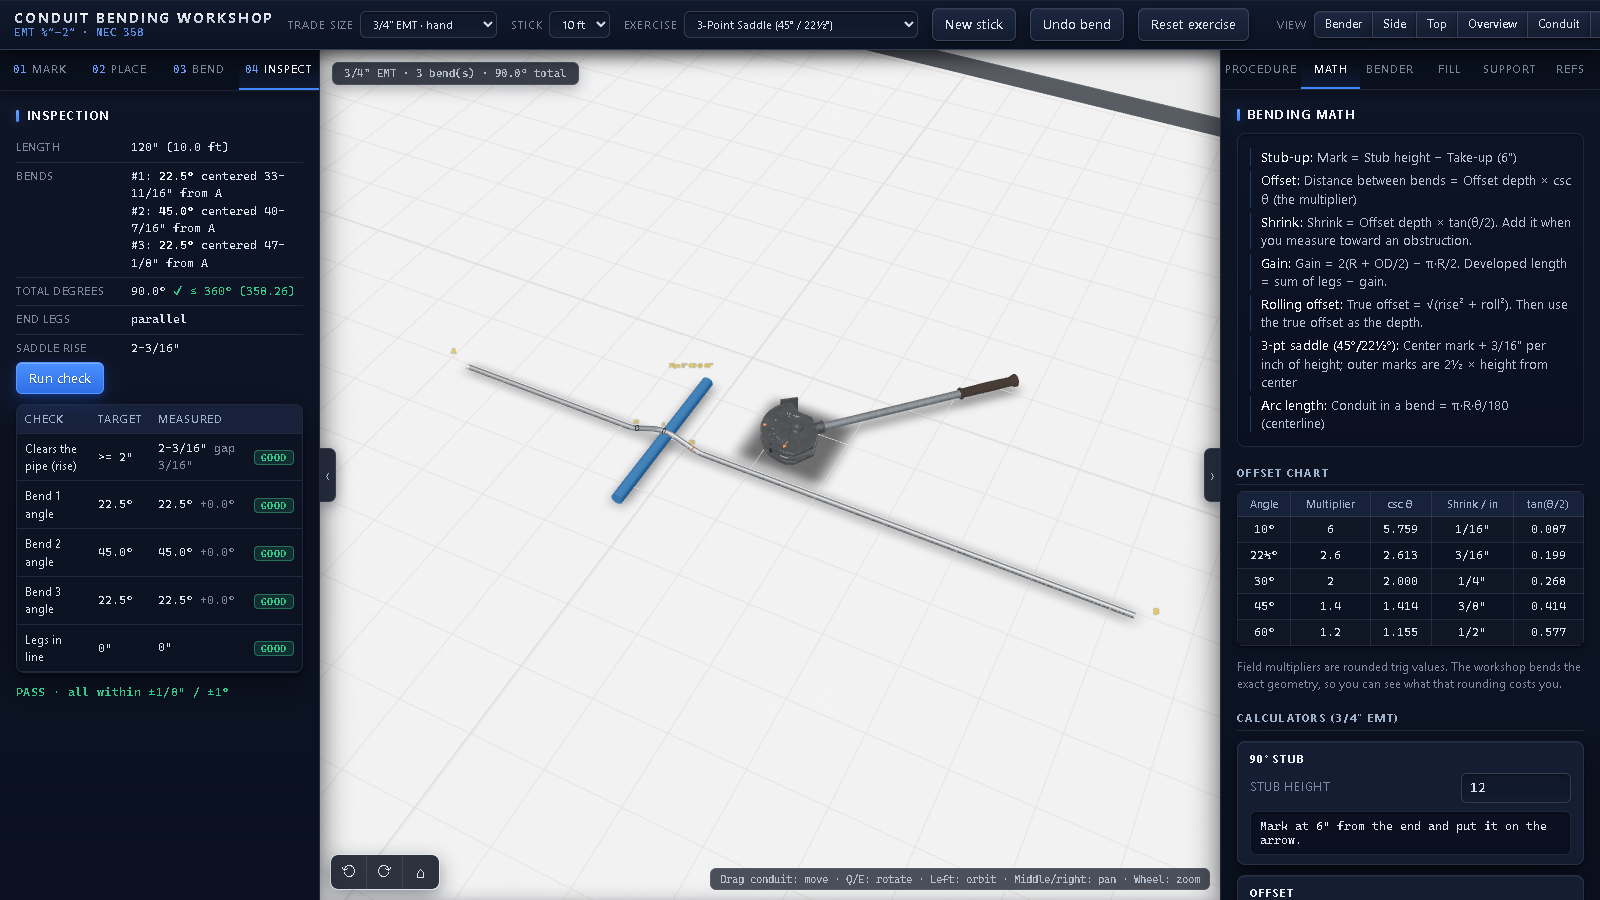 CONDUIT BENDING WORKSHOP
EMT ½"–2" · NEC 358
TRADE SIZE
3/4" EMT · hand
STICK
10 ft
EXERCISE
3-Point Saddle (45° / 22½°)
New stick
Undo bend
Reset exercise
VIEW
Bender
Side
Top
Overview
Conduit
01 MARK
02 PLACE
03 BEND
04 INSPECT
INSPECTION
LENGTH
120" (10.0 ft)
BENDS
#1: 22.5° centered 33-
11/16" from A
#2: 45.0° centered 40-
7/16" from A
#3: 22.5° centered 47-
1/8" from A
TOTAL DEGREES
90.0° ✓ ≤ 360° (358.26)
END LEGS
parallel
SADDLE RISE
2-3/16"
Run check
CHECK TARGET MEASURED
Clears the
pipe (rise)
>= 2"
2-3/16" gap
3/16"
GOOD
Bend 1
angle
22.5°
22.5° +0.0°
GOOD
Bend 2
angle
45.0°
45.0° +0.0°
GOOD
Bend 3
angle
22.5°
22.5° +0.0°
GOOD
Legs in
line
0"
0"
GOOD
PASS · all within ±1/8" / ±1°
3/4" EMT · 3 bend(s) · 90.0° total
A
B
Drag conduit: move · Q/E: rotate · Left: orbit · Middle/right: pan · Wheel: zoom
PROCEDURE
MATH
BENDER
FILL
SUPPORT
REFS
BENDING MATH
Stub-up: Mark = Stub height − Take-up (6")
Offset: Distance between bends = Offset depth × csc
θ (the multiplier)
Shrink: Shrink = Offset depth × tan(θ/2). Add it when
you measure toward an obstruction.
Gain: Gain = 2(R + OD/2) − π·R/2. Developed length
= sum of legs − gain.
Rolling offset: True offset = √(rise² + roll²). Then use
the true offset as the depth.
3-pt saddle (45°/22½°): Center mark + 3/16" per
inch of height; outer marks are 2½ × height from
center
Arc length: Conduit in a bend = π·R·θ/180
(centerline)
OFFSET CHART
Angle Multiplier csc θ Shrink / in tan(θ/2)
10° 6 5.759 1/16" 0.087
22½° 2.6 2.613 3/16" 0.199
30° 2 2.000 1/4" 0.268
45° 1.4 1.414 3/8" 0.414
60° 1.2 1.155 1/2" 0.577
Field multipliers are rounded trig values. The workshop bends the
exact geometry, so you can see what that rounding costs you.
CALCULATORS (3/4" EMT)
90° STUB
STUB HEIGHT
12
Mark at 6" from the end and put it on the
arrow.
OFFSET